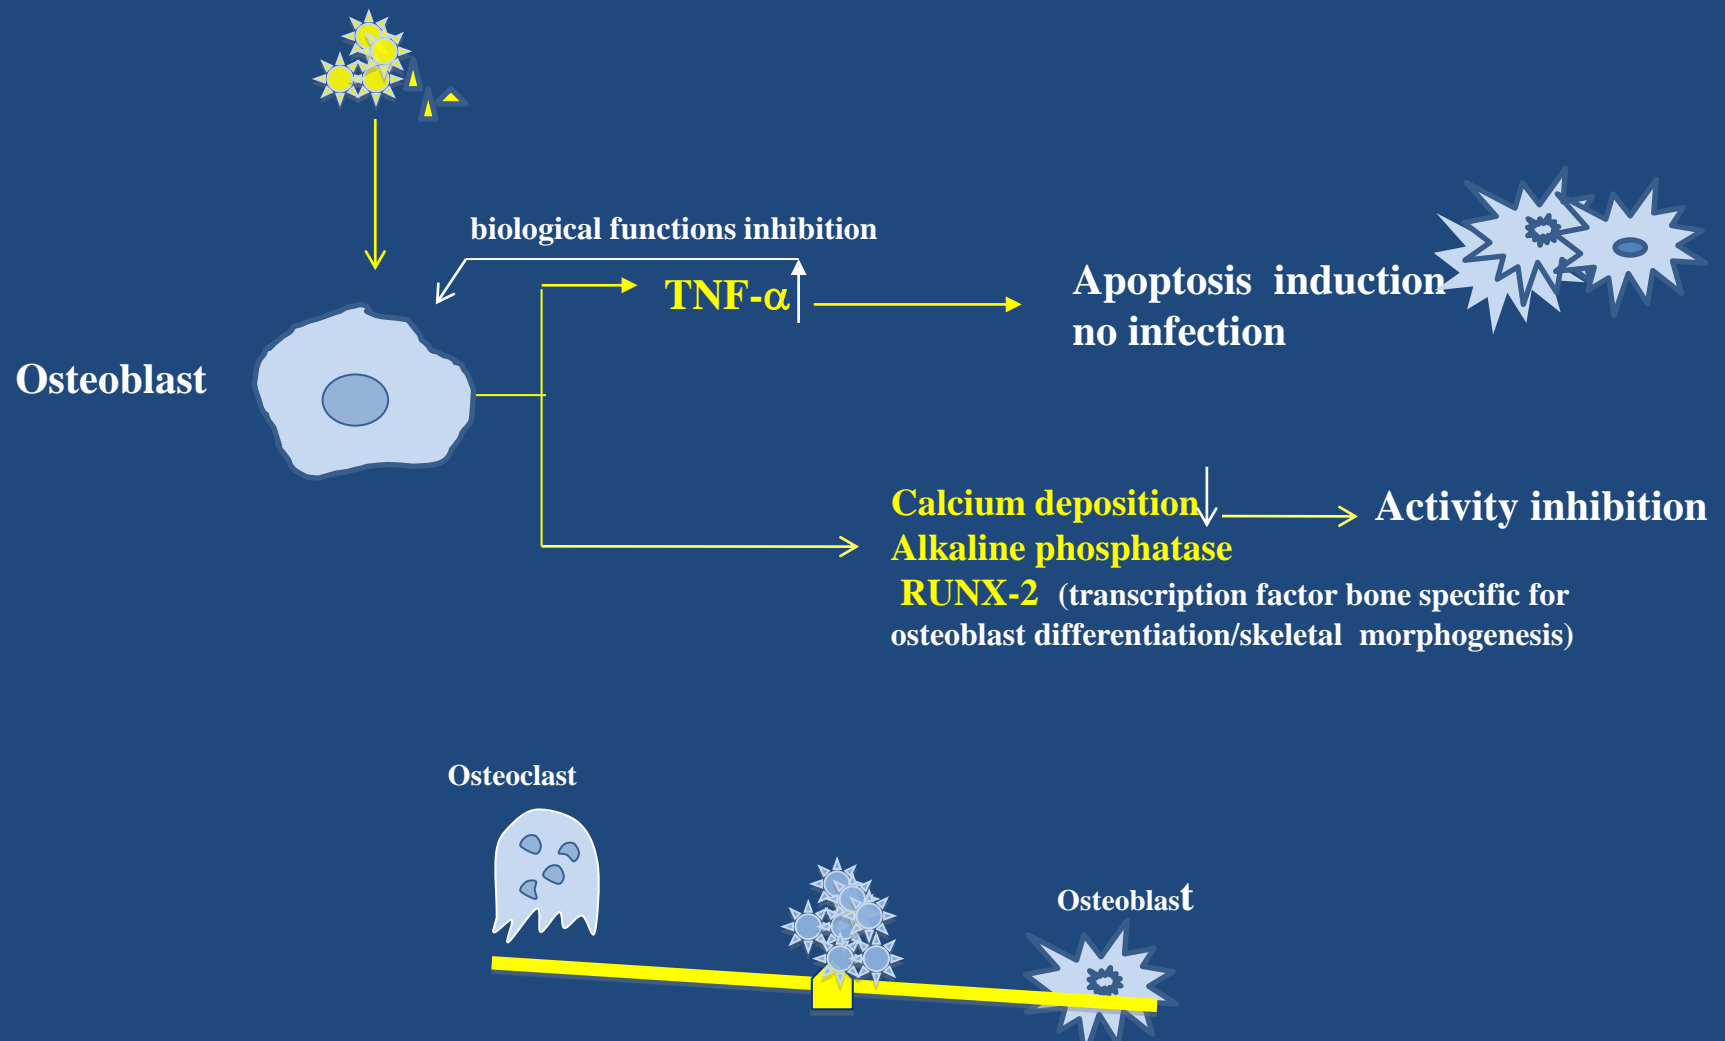 biological functions inhibition
TNF-α
Apoptosis induction
no infection
Osteoblast
Calcium deposition
Activity inhibition
Alkaline phosphatase
RUNX-2 (transcription factor bone specific for
osteoblast differentiation/skeletal morphogenesis)
Osteoclast
Osteoblast